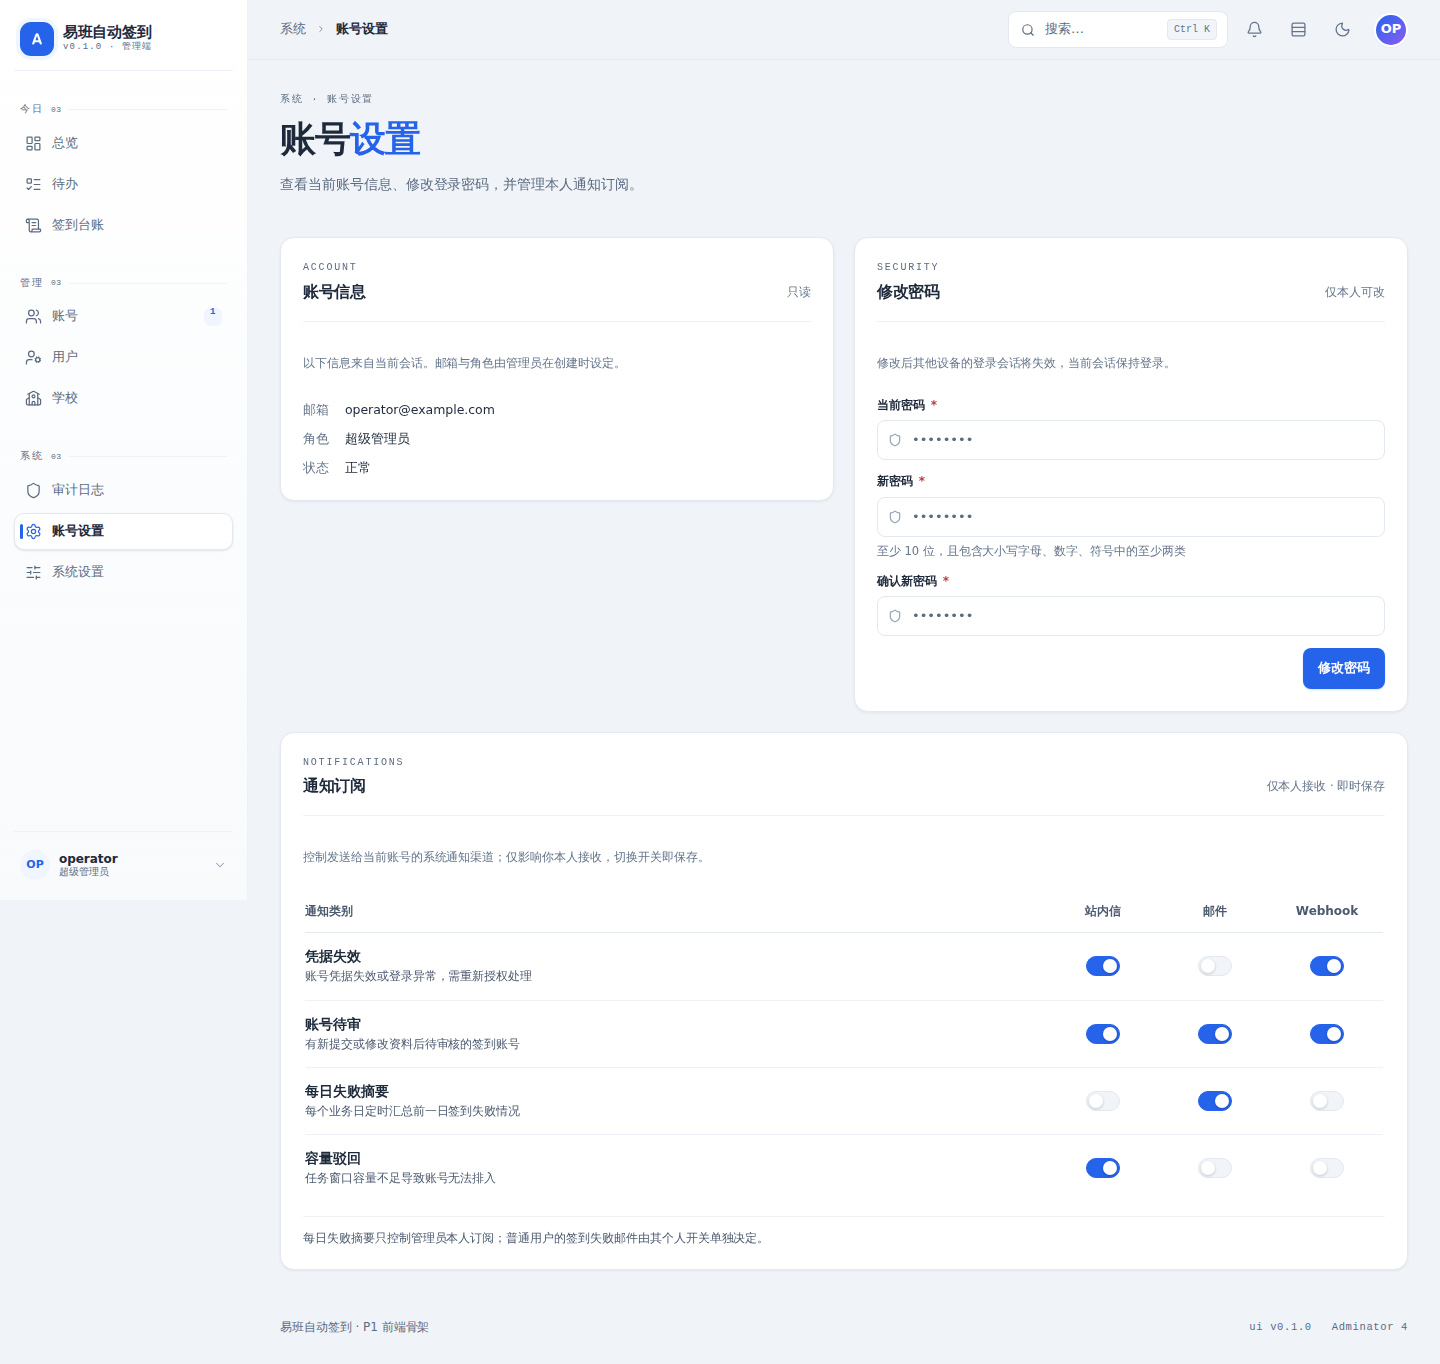 A
易班自动签到
v0.1.0 · 管理端
今日 03
总览
待办
签到台账
管理 03
账号 1
用户
学校
系统 03
审计日志
账号设置
系统设置
OP
operator
超级管理员
系统 › 账号设置
搜索… Ctrl K
OP
系统 · 账号设置
账号设置
查看当前账号信息、修改登录密码，并管理本人通知订阅。
ACCOUNT
账号信息 只读
以下信息来自当前会话。邮箱与角色由管理员在创建时设定。
邮箱 operator@example.com
角色 超级管理员
状态 正常
SECURITY
修改密码 仅本人可改
修改后其他设备的登录会话将失效，当前会话保持登录。
当前密码 *
••••••••
新密码 *
••••••••
至少 10 位，且包含大小写字母、数字、符号中的至少两类
确认新密码 *
••••••••
修改密码
NOTIFICATIONS
通知订阅 仅本人接收 · 即时保存
控制发送给当前账号的系统通知渠道；仅影响你本人接收，切换开关即保存。
通知类别 站内信 邮件 Webhook
凭据失效
账号凭据失效或登录异常，需重新授权处理
账号待审
有新提交或修改资料后待审核的签到账号
每日失败摘要
每个业务日定时汇总前一日签到失败情况
容量驳回
任务窗口容量不足导致账号无法排入
每日失败摘要只控制管理员本人订阅；普通用户的签到失败邮件由其个人开关单独决定。
易班自动签到 · P1 前端骨架
ui v0.1.0 Adminator 4